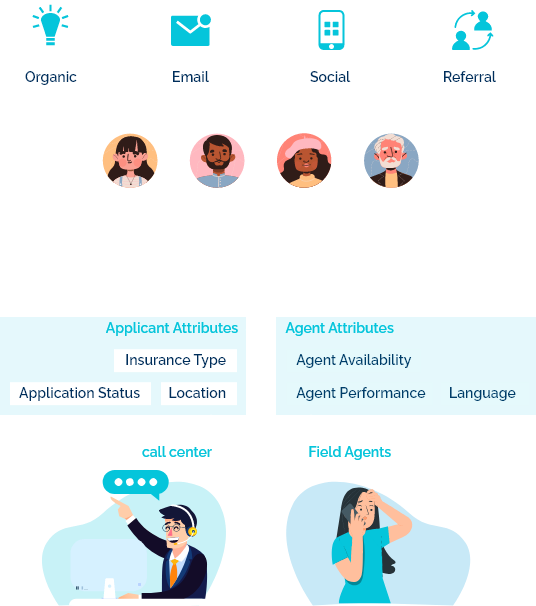 Organic
Email
Social
Referral
Applicant Attributes
Insurance Type
Application Status
Location
Agent Attributes
Agent Availability
Agent Performance
Language
call center
Field Agents